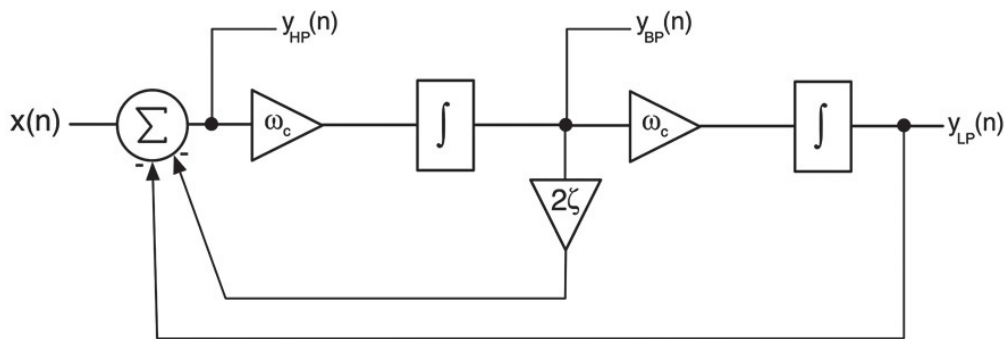 y_HP(n)
y_BP(n)
x(n)
Σ
ω_c
∫
ω_c
∫
y_LP(n)
-
-
2ζ